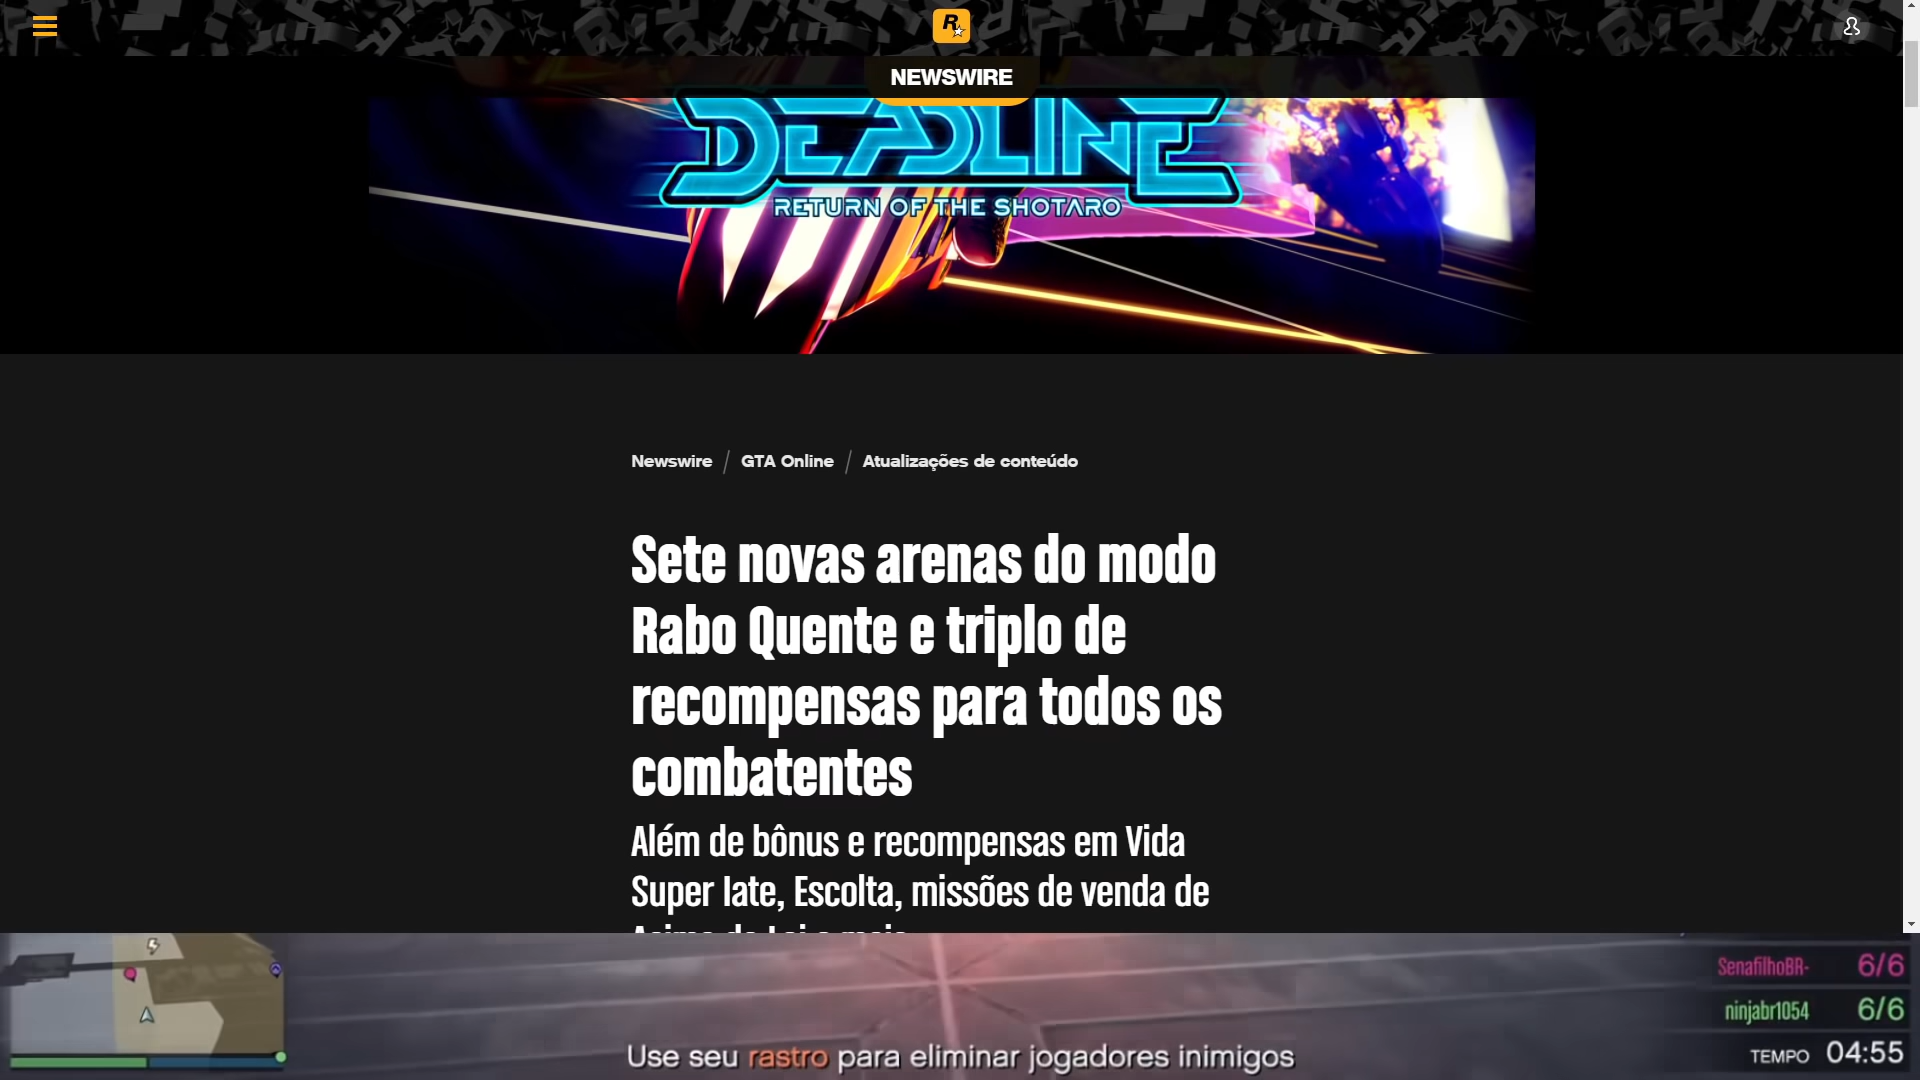 NEWSWIRE
DEADLINE
RETURN OF THE SHOTARO
Newswire / GTA Online / Atualizações de conteúdo
Sete novas arenas do modo
Rabo Quente e triplo de
recompensas para todos os
combatentes
Além de bônus e recompensas em Vida
Super Iate, Escolta, missões de venda de
SenafilhoBR- 6/6
ninjabr1054 6/6
TEMPO 04:55
Use seu rastro para eliminar jogadores inimigos